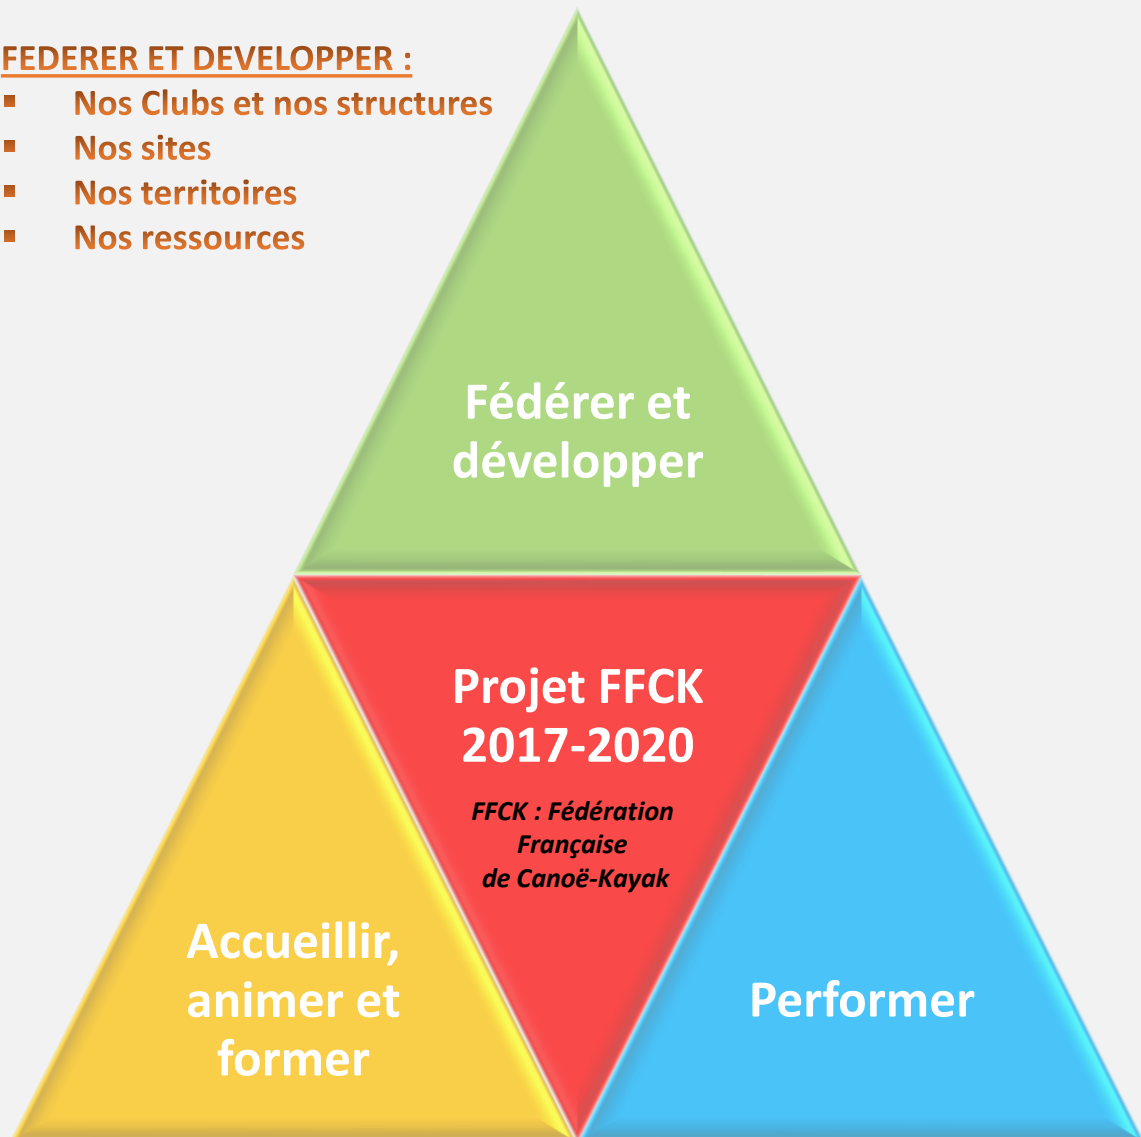 FEDERER ET DEVELOPPER :
▪ Nos Clubs et nos structures
▪ Nos sites
▪ Nos territoires
▪ Nos ressources
Fédérer et
développer
Projet FFCK
2017-2020
FFCK : Fédération
Française
de Canoë-Kayak
Accueillir,
animer et
former
Performer